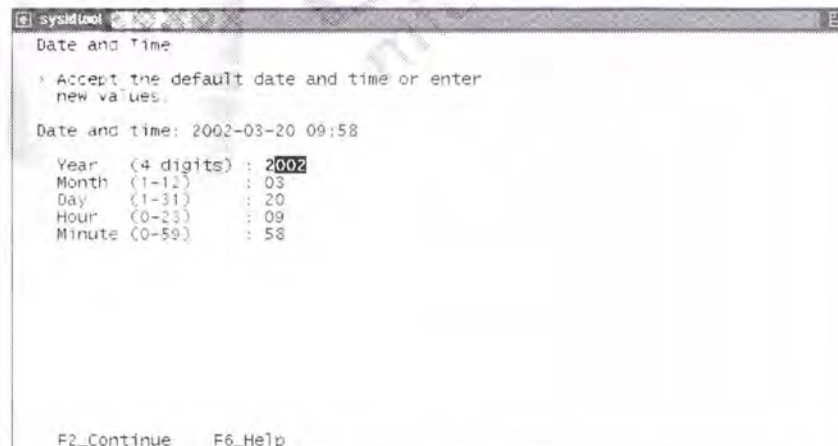 sysidtool
Date and Time
> Accept the default date and time or enter
new values.
Date and time: 2002-03-20 09:58
Year (4 digits) : 2002
Month (1-12) : 03
Day (1-31) : 20
Hour (0-23) : 09
Minute (0-59) : 58
F2_Continue F6_Help